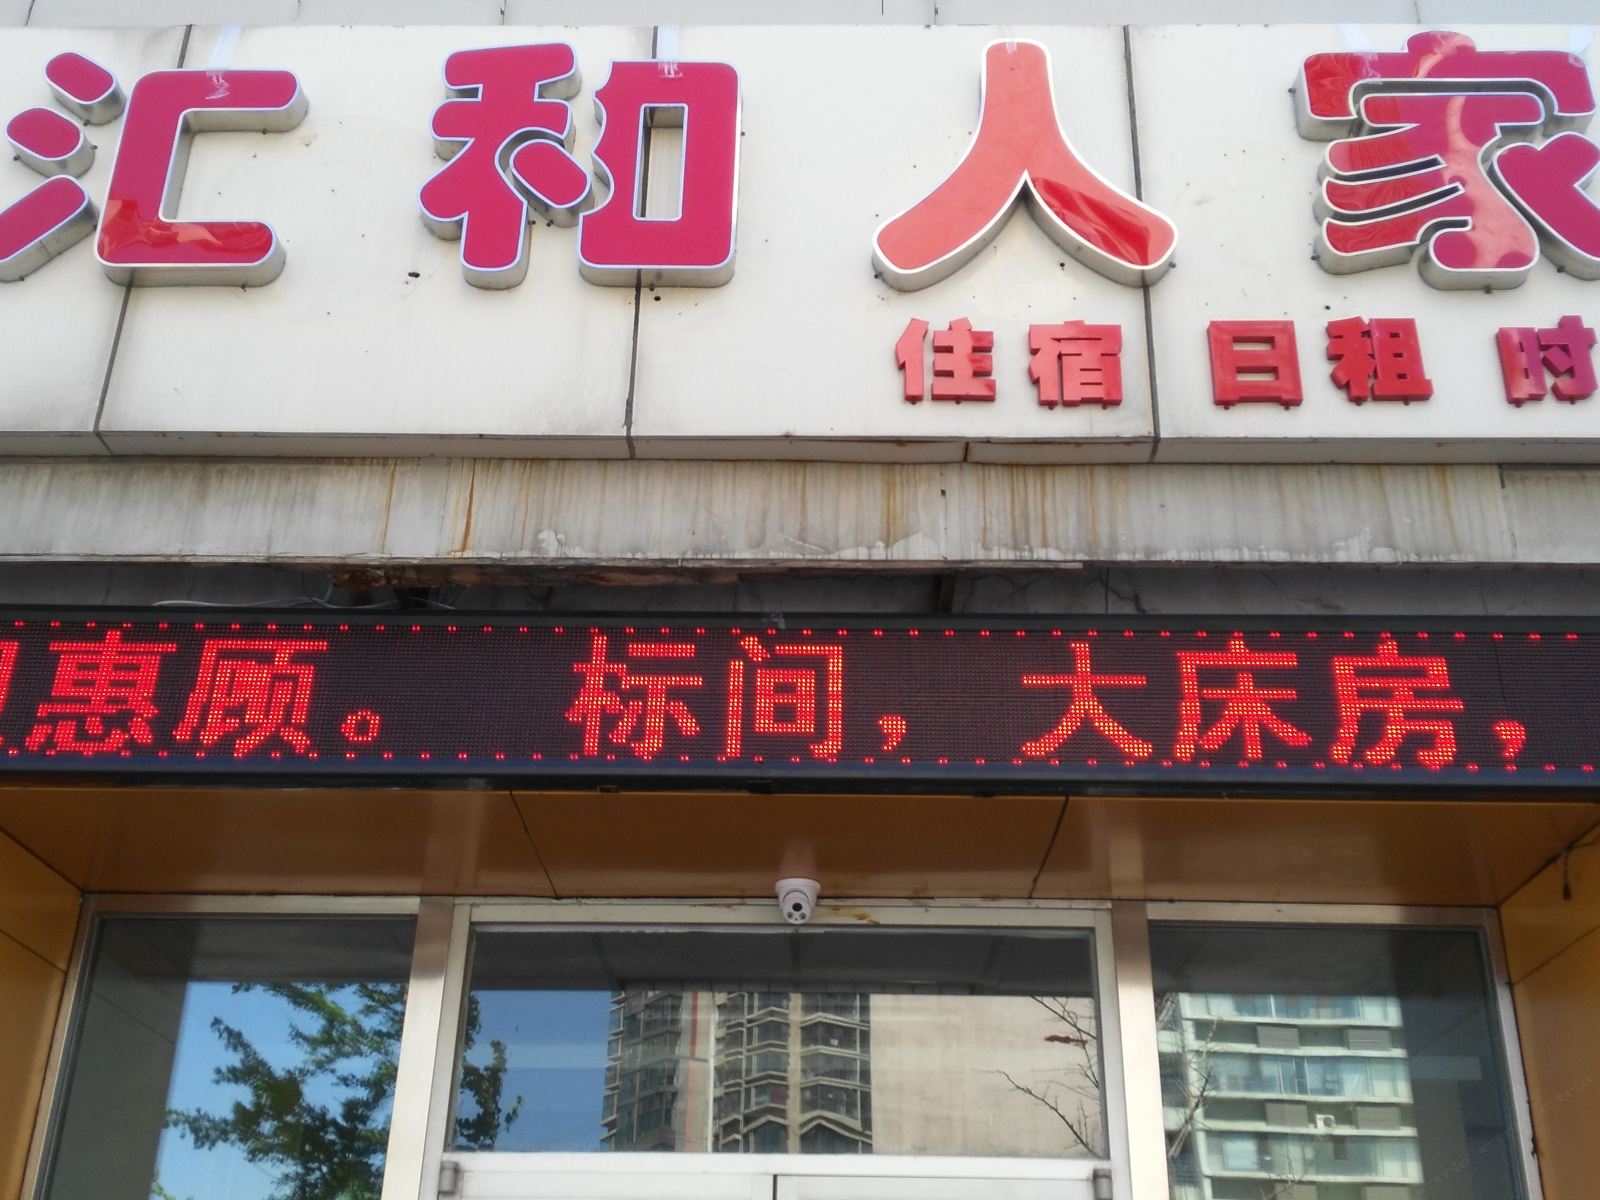 汇和人家
住宿 日租 时
惠顾。 标间，大床房，